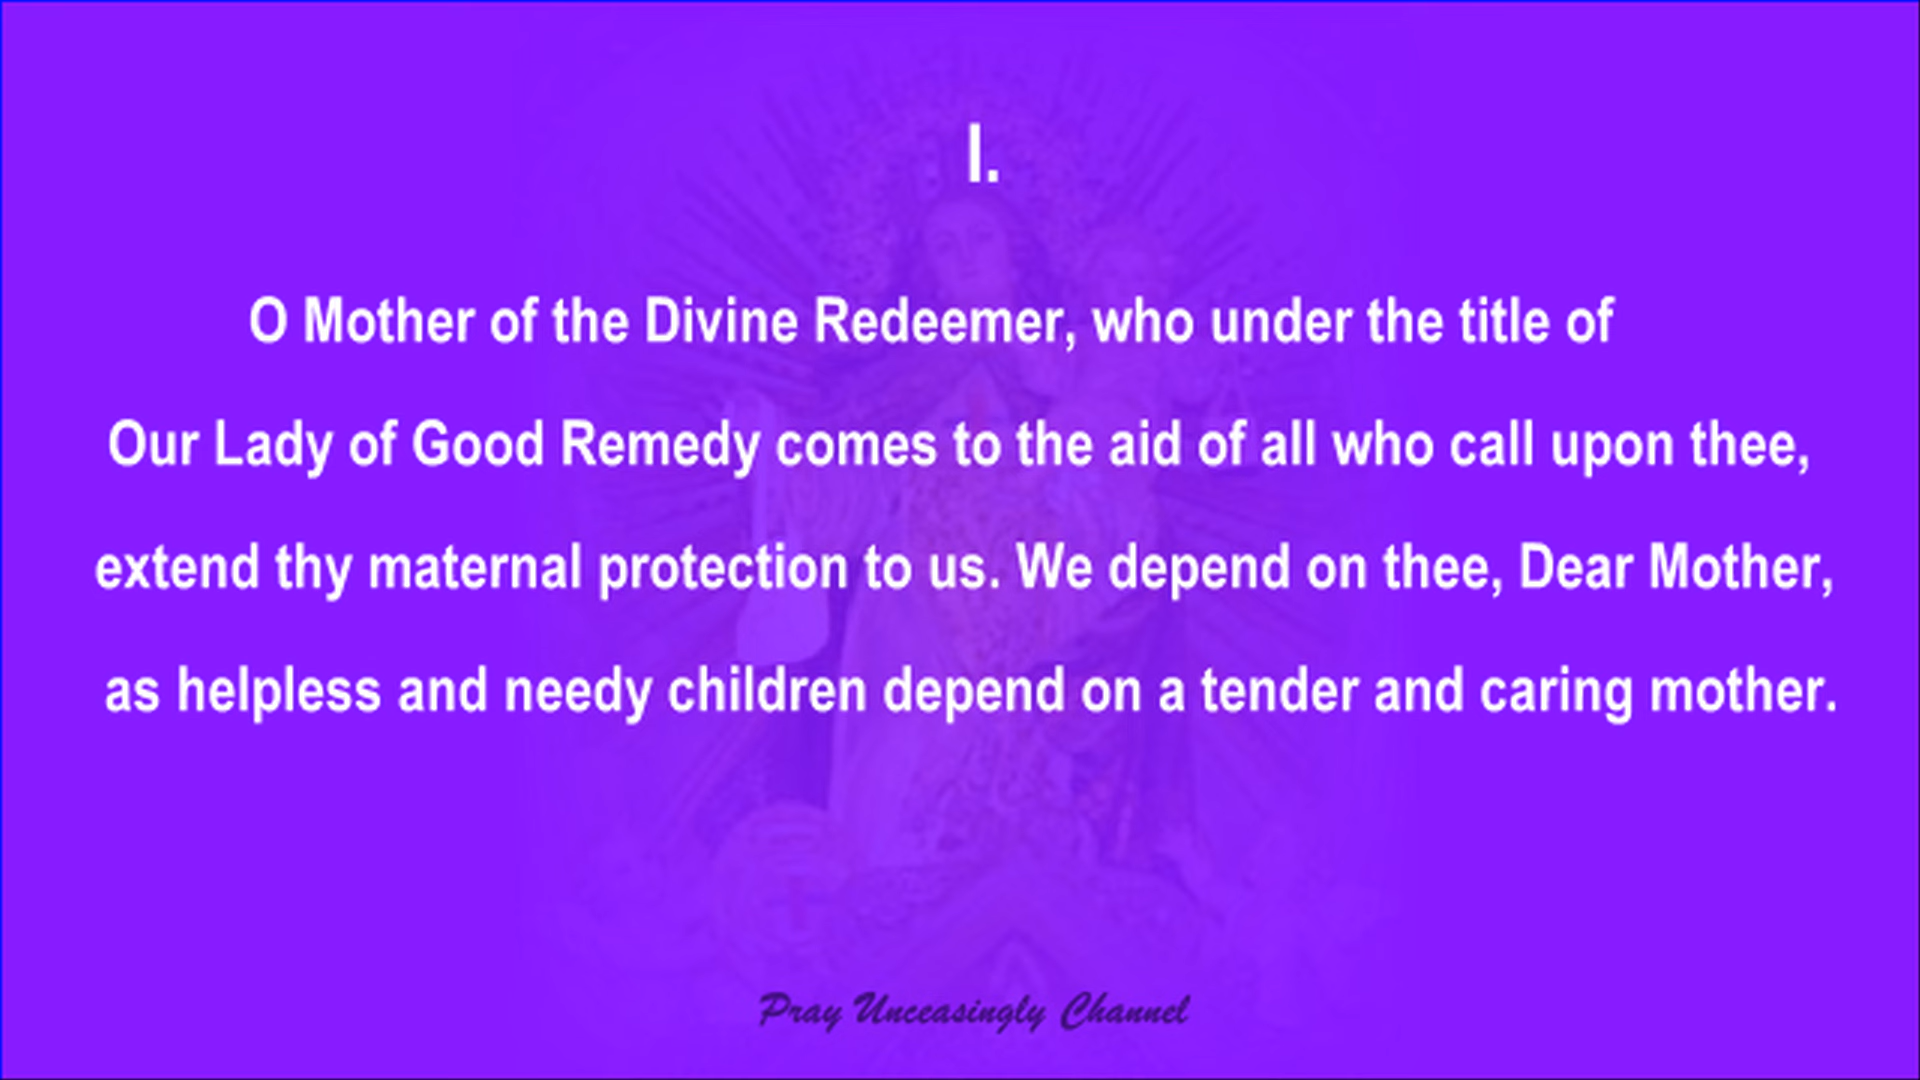 I.
O Mother of the Divine Redeemer, who under the title of
Our Lady of Good Remedy comes to the aid of all who call upon thee,
extend thy maternal protection to us. We depend on thee, Dear Mother,
as helpless and needy children depend on a tender and caring mother.
Pray Unceasingly Channel